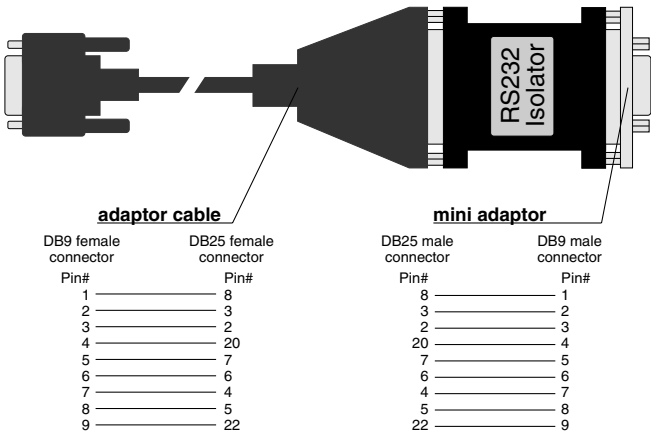 RS232
Isolator
adaptor cable
mini adaptor
DB9 female
connector
DB25 female
connector
DB25 male
connector
DB9 male
connector
Pin# Pin# Pin# Pin#
1 8 8 1
2 3 3 2
3 2 2 3
4 20 20 4
5 7 7 5
6 6 6 6
7 4 4 7
8 5 5 8
9 22 22 9